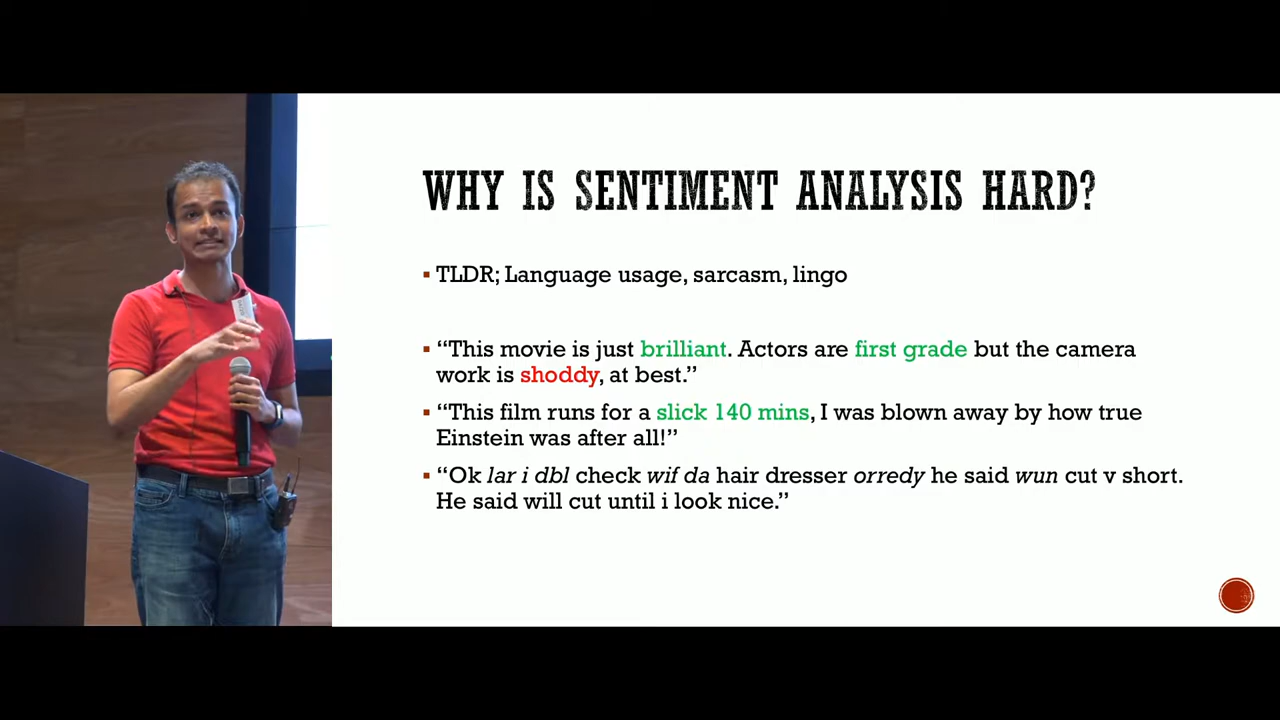 WHY IS SENTIMENT ANALYSIS HARD?
▪ TLDR; Language usage, sarcasm, lingo
▪ “This movie is just brilliant. Actors are first grade but the camera
work is shoddy, at best.”
▪ “This film runs for a slick 140 mins, I was blown away by how true
Einstein was after all!”
▪ “Ok lar i dbl check wif da hair dresser orredy he said wun cut v short.
He said will cut until i look nice.”